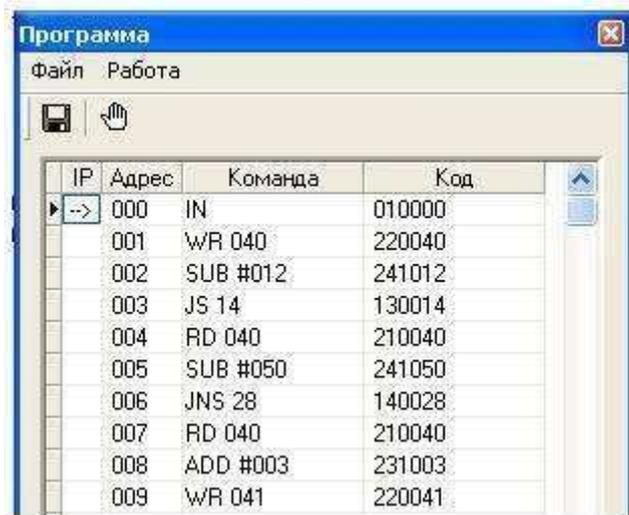 Программа
Файл Работа
IP Адрес Команда Код
--> 000 IN 010000
001 WR 040 220040
002 SUB #012 241012
003 JS 14 130014
004 RD 040 210040
005 SUB #050 241050
006 JNS 28 140028
007 RD 040 210040
008 ADD #003 231003
009 WR 041 220041